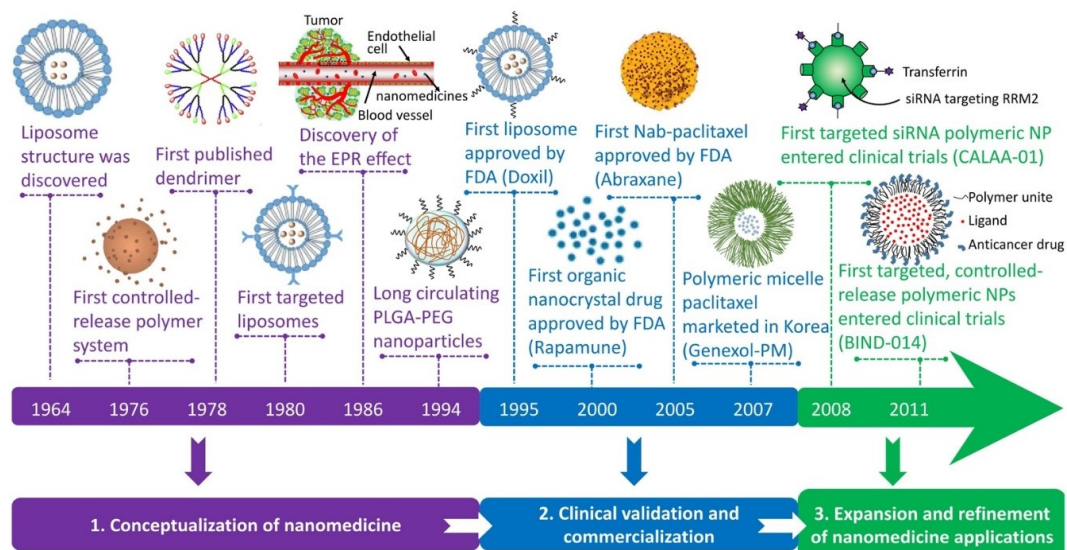 Tumor
Endothelial
cell
nanomedicines
Blood vessel
Transferrin
siRNA targeting RRM2
Liposome
structure was
discovered
First published
dendrimer
Discovery of
the EPR effect
First liposome
approved by
FDA (Doxil)
First Nab-paclitaxel
approved by FDA
(Abraxane)
First targeted siRNA polymeric NP
entered clinical trials (CALAA-01)
Polymer unite
Ligand
Anticancer drug
First controlled-
release polymer
system
First targeted
liposomes
Long circulating
PLGA-PEG
nanoparticles
First organic
nanocrystal drug
approved by FDA
(Rapamune)
Polymeric micelle
paclitaxel
marketed in Korea
(Genexol-PM)
First targeted, controlled-
release polymeric NPs
entered clinical trials
(BIND-014)
1964 1976 1978 1980 1986 1994 1995 2000 2005 2007 2008 2011
1. Conceptualization of nanomedicine
2. Clinical validation and
commercialization
3. Expansion and refinement
of nanomedicine applications